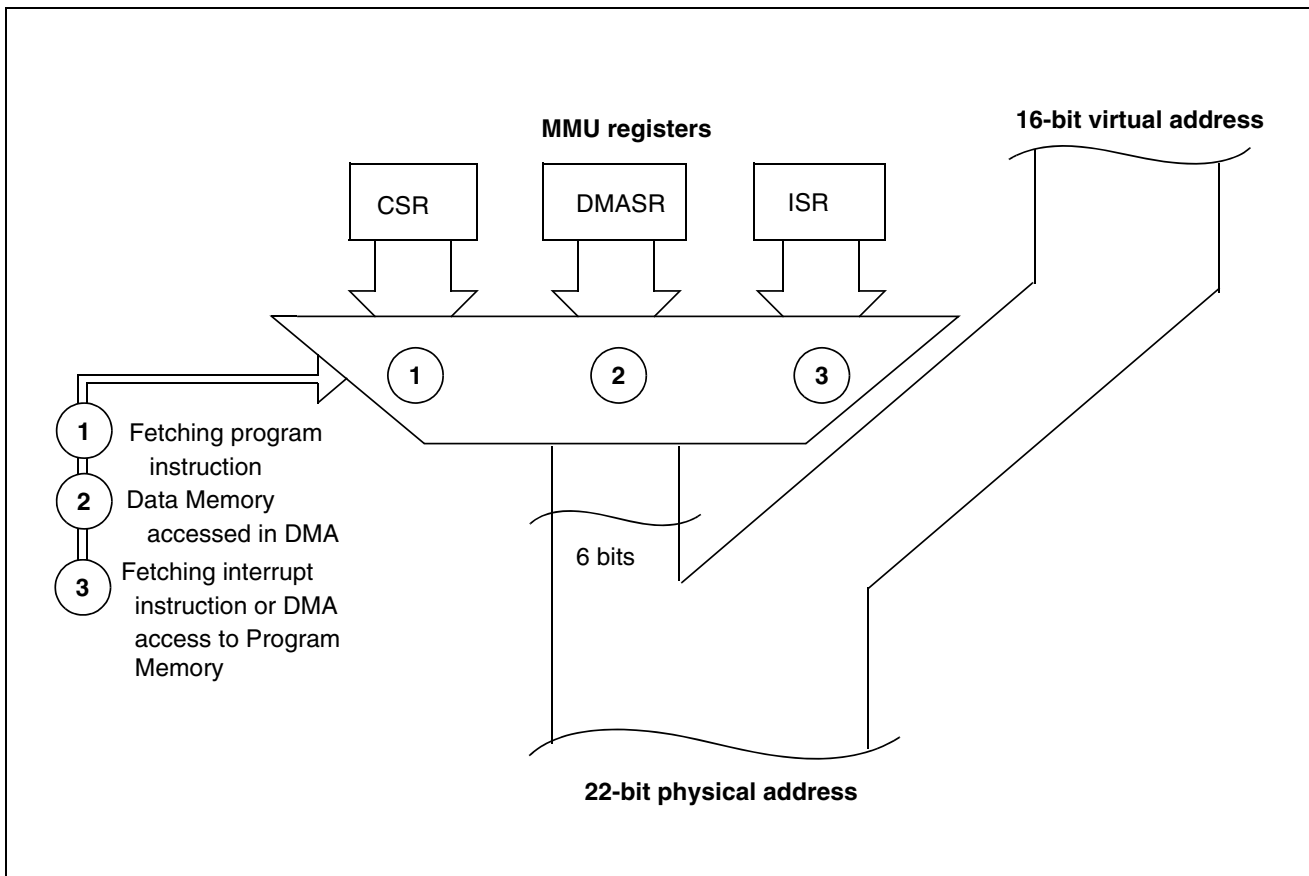 MMU registers
16-bit virtual address
CSR
DMASR
ISR
1
2
3
1
Fetching program
instruction
2
Data Memory
accessed in DMA
3
Fetching interrupt
instruction or DMA
access to Program
Memory
6 bits
22-bit physical address